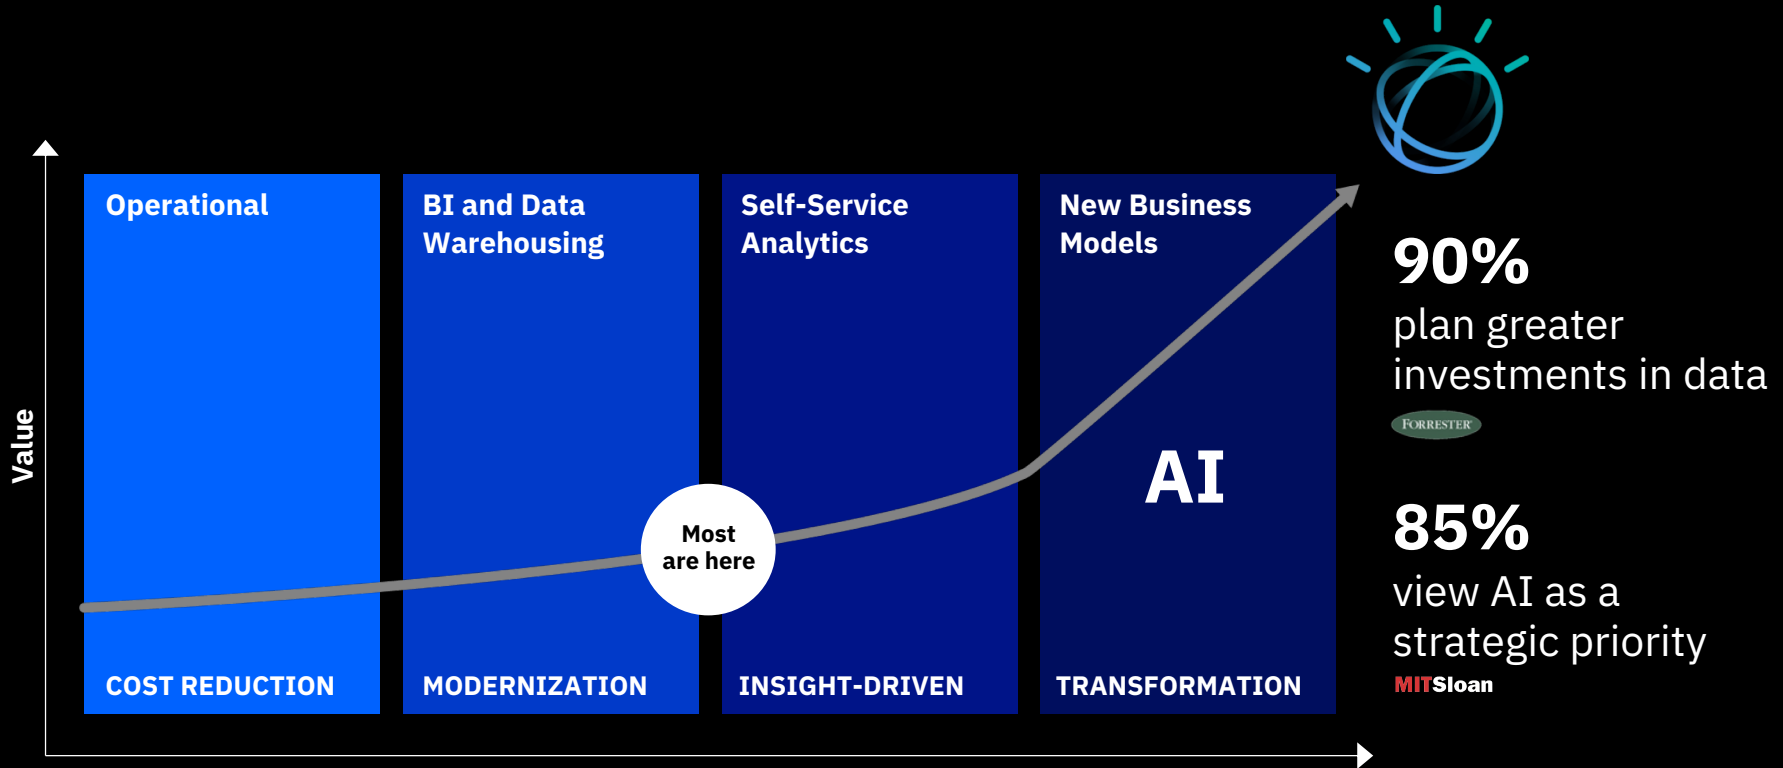 Value
Operational
COST REDUCTION
BI and Data
Warehousing
MODERNIZATION
Most
are here
Self-Service
Analytics
INSIGHT-DRIVEN
New Business
Models
AI
TRANSFORMATION
90%
plan greater
investments in data
FORRESTER
85%
view AI as a
strategic priority
MITSloan